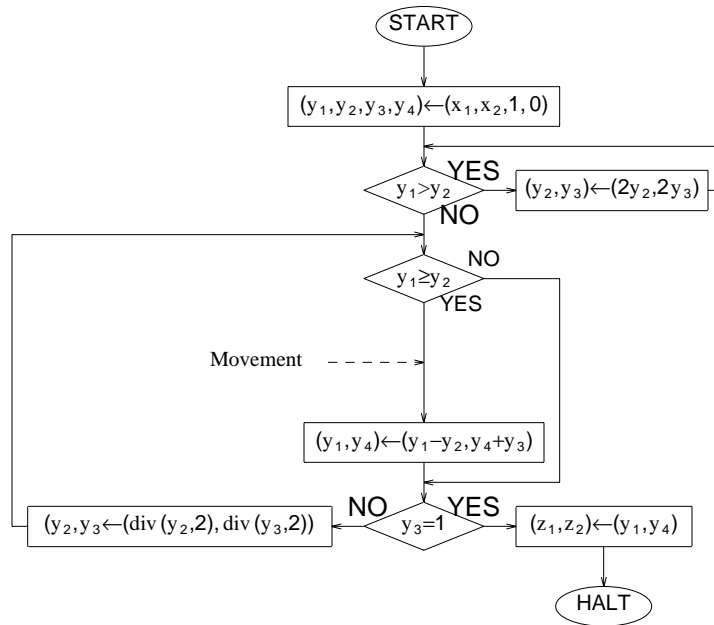 START
(y₁,y₂,y₃,y₄)←(x₁,x₂,1,0)
YES
y₁>y₂
(y₂,y₃)←(2y₂,2y₃)
NO
NO
y₁≥y₂
YES
Movement
(y₁,y₄)←(y₁−y₂,y₄+y₃)
NO
YES
(y₂,y₃←(div(y₂,2),div(y₃,2))
y₃=1
(z₁,z₂)←(y₁,y₄)
HALT